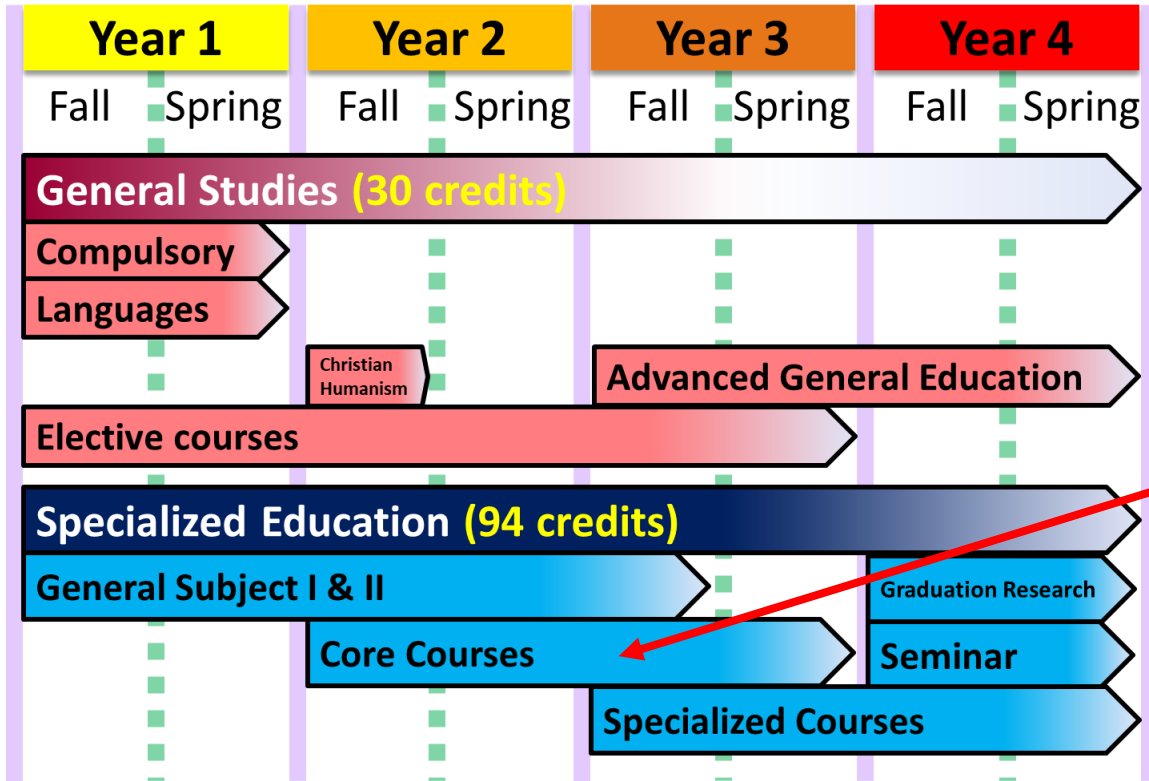 Year 1 Year 2 Year 3 Year 4
Fall Spring Fall Spring Fall Spring Fall Spring
General Studies (30 credits)
Compulsory
Languages
Christian
Humanism
Advanced General Education
Elective courses
Specialized Education (94 credits)
General Subject I & II
Graduation Research
Core Courses
Seminar
Specialized Courses